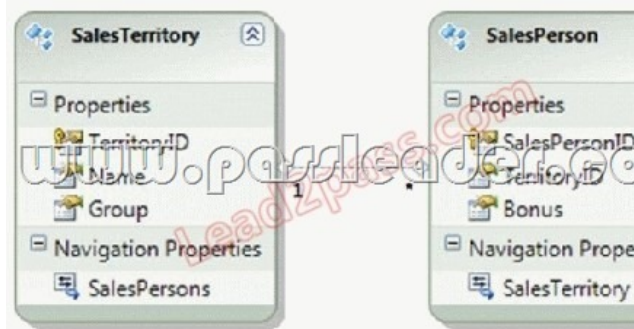 SalesTerritory
Properties
TerritoryID
Name
Group
Navigation Properties
SalesPersons
1
*
SalesPerson
Properties
SalesPersonID
TerritoryID
Bonus
Navigation Prope
SalesTerritory
www.passleader.co
Lead2pass.com